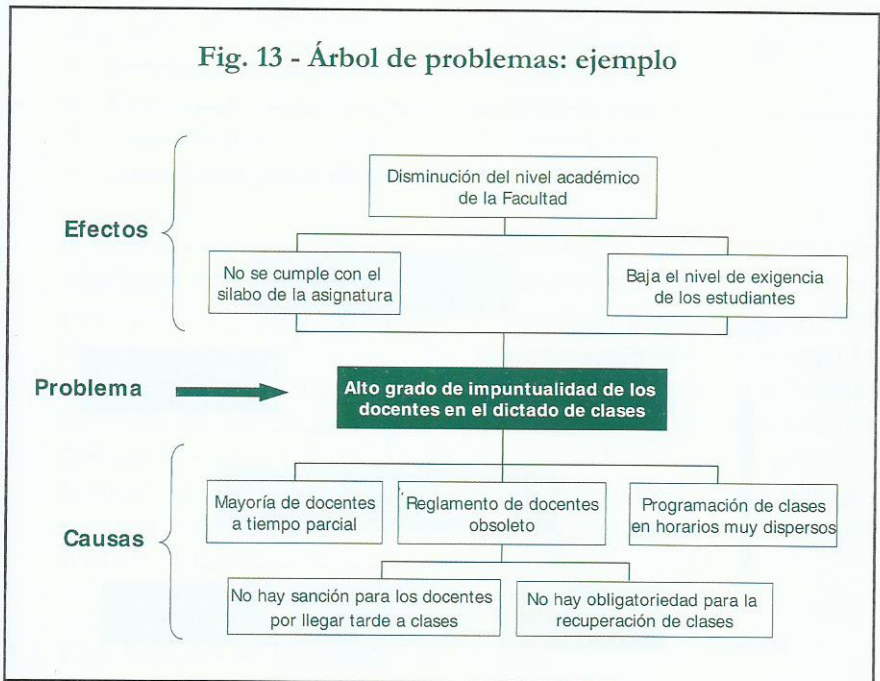 Fig. 13 - Árbol de problemas: ejemplo
Disminución del nivel académico
de la Facultad
Efectos
No se cumple con el
silabo de la asignatura
Baja el nivel de exigencia
de los estudiantes
Problema
Alto grado de impuntualidad de los
docentes en el dictado de clases
Mayoría de docentes
a tiempo parcial
Reglamento de docentes
obsoleto
Programación de clases
en horarios muy dispersos
Causas
No hay sanción para los docentes
por llegar tarde a clases
No hay obligatoriedad para la
recuperación de clases